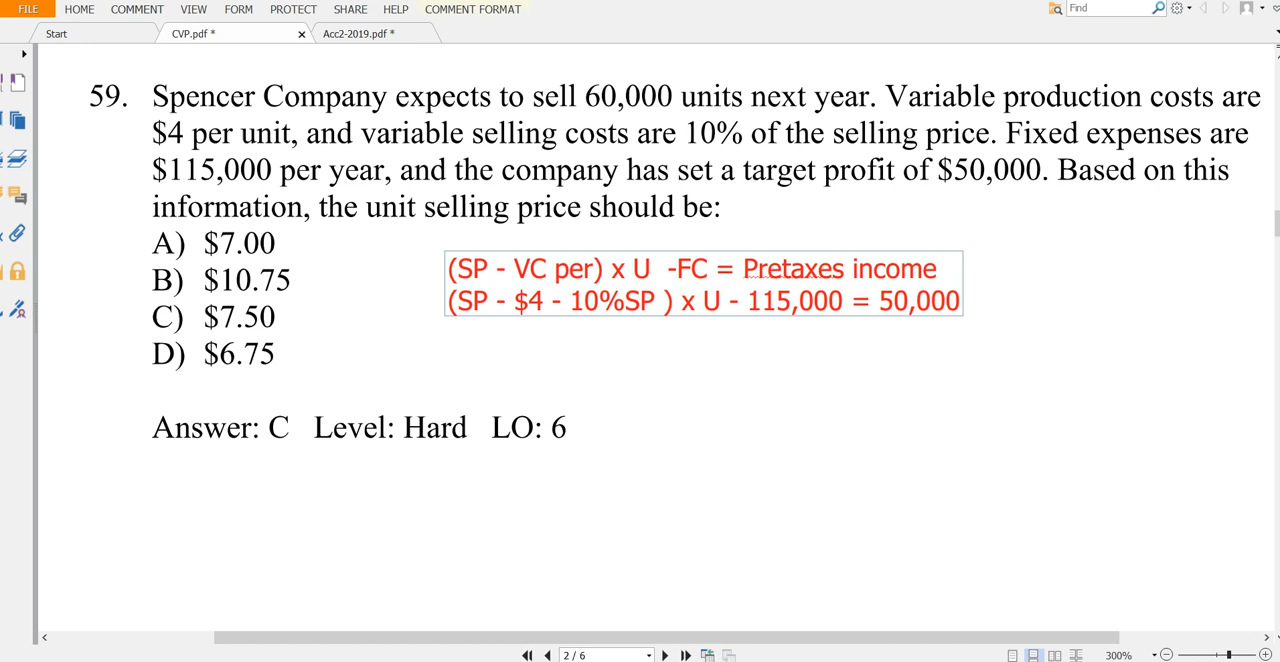 FILE HOME COMMENT VIEW FORM PROTECT SHARE HELP COMMENT FORMAT Find
Start CVP.pdf * x Acc2-2019.pdf *
59. Spencer Company expects to sell 60,000 units next year. Variable production costs are
$4 per unit, and variable selling costs are 10% of the selling price. Fixed expenses are
$115,000 per year, and the company has set a target profit of $50,000. Based on this
information, the unit selling price should be:
A) $7.00
(SP - VC per) x U -FC = Pretaxes income
B) $10.75
(SP - $4 - 10%SP ) x U - 115,000 = 50,000
C) $7.50
D) $6.75
Answer: C Level: Hard LO: 6
2 / 6 300%